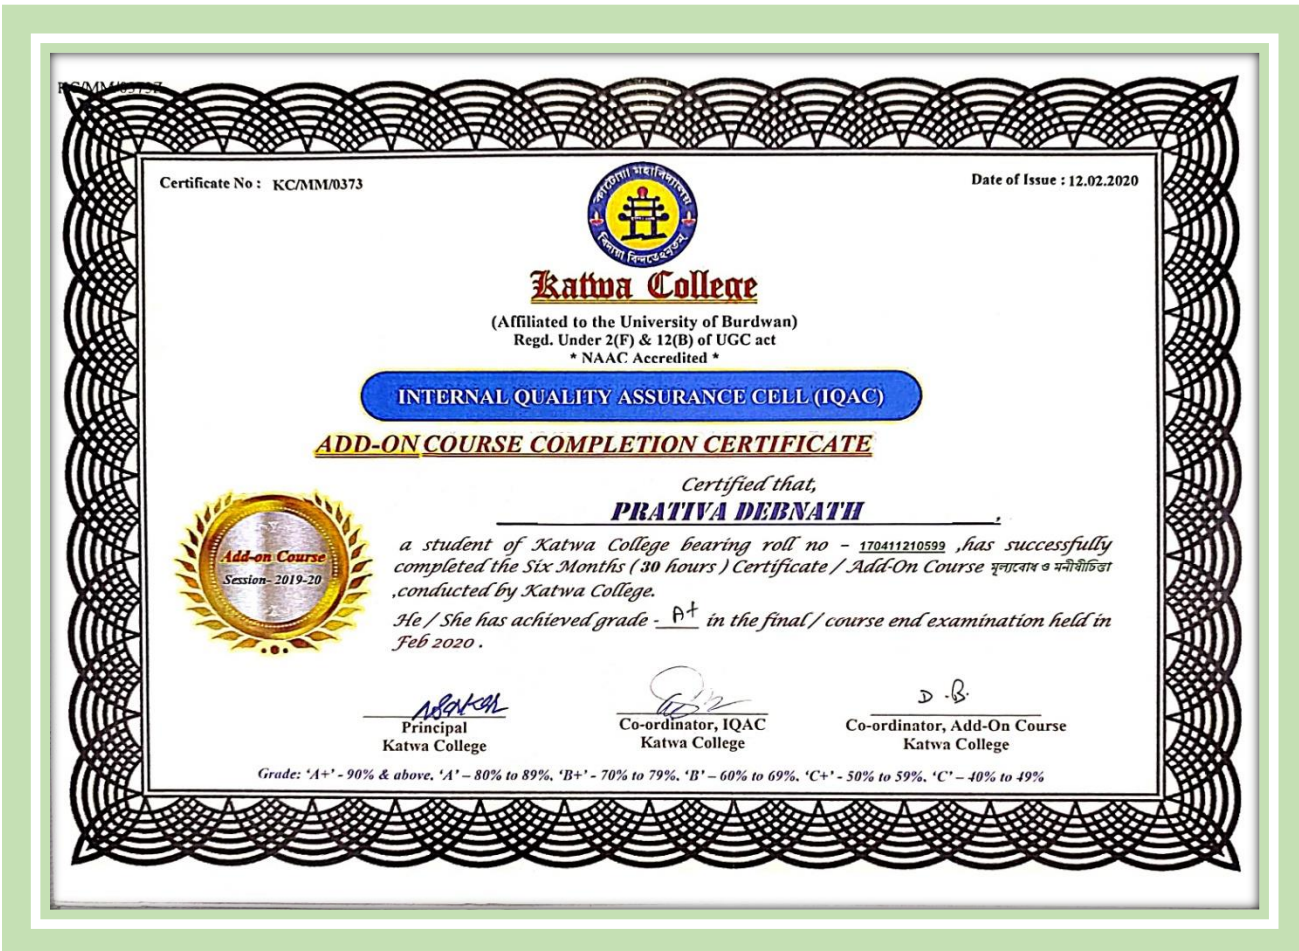 Certificate No : KC/MM/0373
Date of Issue : 12.02.2020
Katwa College
(Affiliated to the University of Burdwan)
Regd. Under 2(F) & 12(B) of UGC act
* NAAC Accredited *
INTERNAL QUALITY ASSURANCE CELL (IQAC)
ADD-ON COURSE COMPLETION CERTIFICATE
Certified that,
PRATIVA DEBNATH ,
a student of Katwa College bearing roll no - 170411210599 ,has successfully
completed the Six Months ( 30 hours ) Certificate / Add-On Course মূল্যবোধ ও মনীষীচিন্তা
,conducted by Katwa College.
He / She has achieved grade - A+ in the final / course end examination held in
Feb 2020 .
Add-on Course
Session- 2019-20
D.B.
Principal
Katwa College
Co-ordinator, IQAC
Katwa College
Co-ordinator, Add-On Course
Katwa College
Grade: ‘A+’ - 90% & above, ‘A’ – 80% to 89%, ‘B+’ - 70% to 79%, ‘B’ – 60% to 69%, ‘C+’ - 50% to 59%, ‘C’ – 40% to 49%